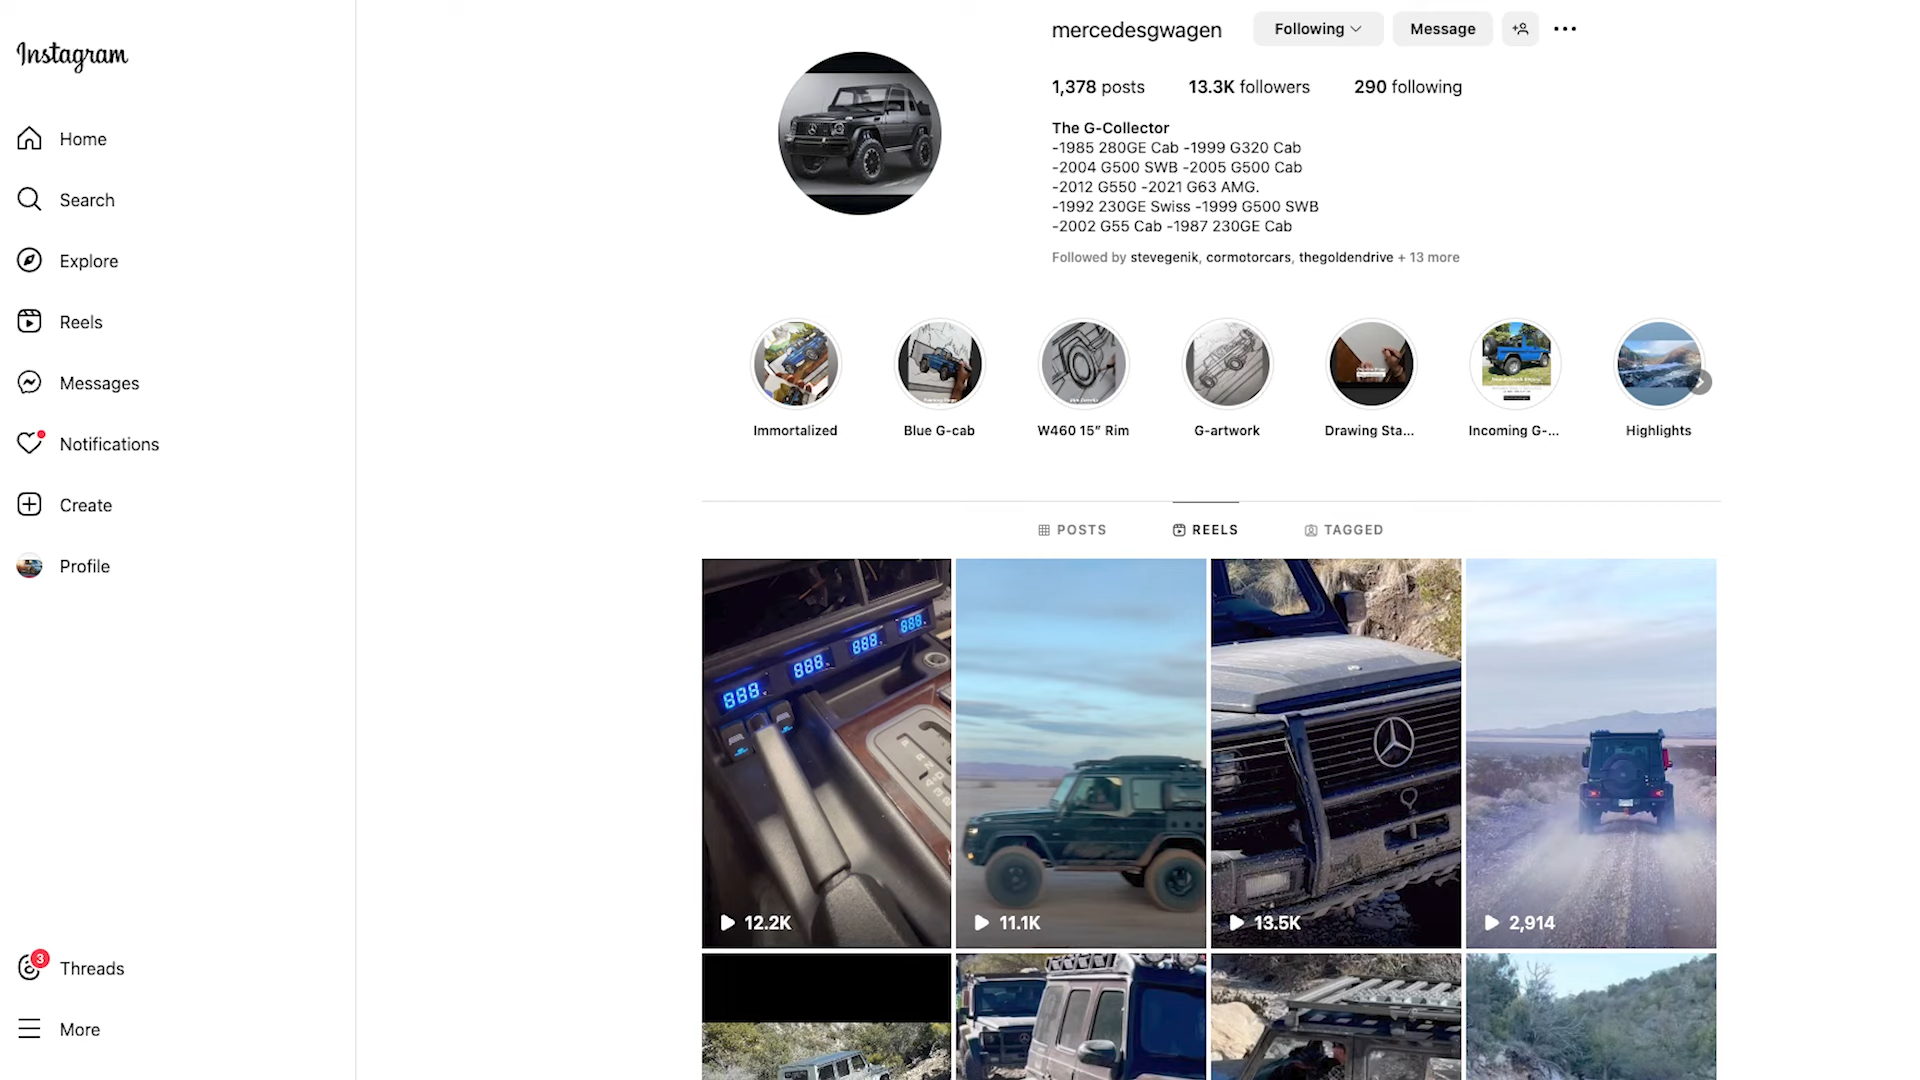 Instagram
Home
Search
Explore
Reels
Messages
Notifications
Create
Profile
3
Threads
More
mercedesgwagen
Following
Message
1,378 posts 13.3K followers 290 following
The G-Collector
-1985 280GE Cab -1999 G320 Cab
-2004 G500 SWB -2005 G500 Cab
-2012 G550 -2021 G63 AMG.
-1992 230GE Swiss -1999 G500 SWB
-2002 G55 Cab -1987 230GE Cab
Followed by stevegenik, cormotorcars, thegoldendrive + 13 more
Immortalized
Blue G-cab
W460 15” Rim
G-artwork
Drawing Sta...
Incoming G-...
Highlights
POSTS
REELS
TAGGED
888.
888.
888.
888.
12.2K
11.1K
13.5K
2,914